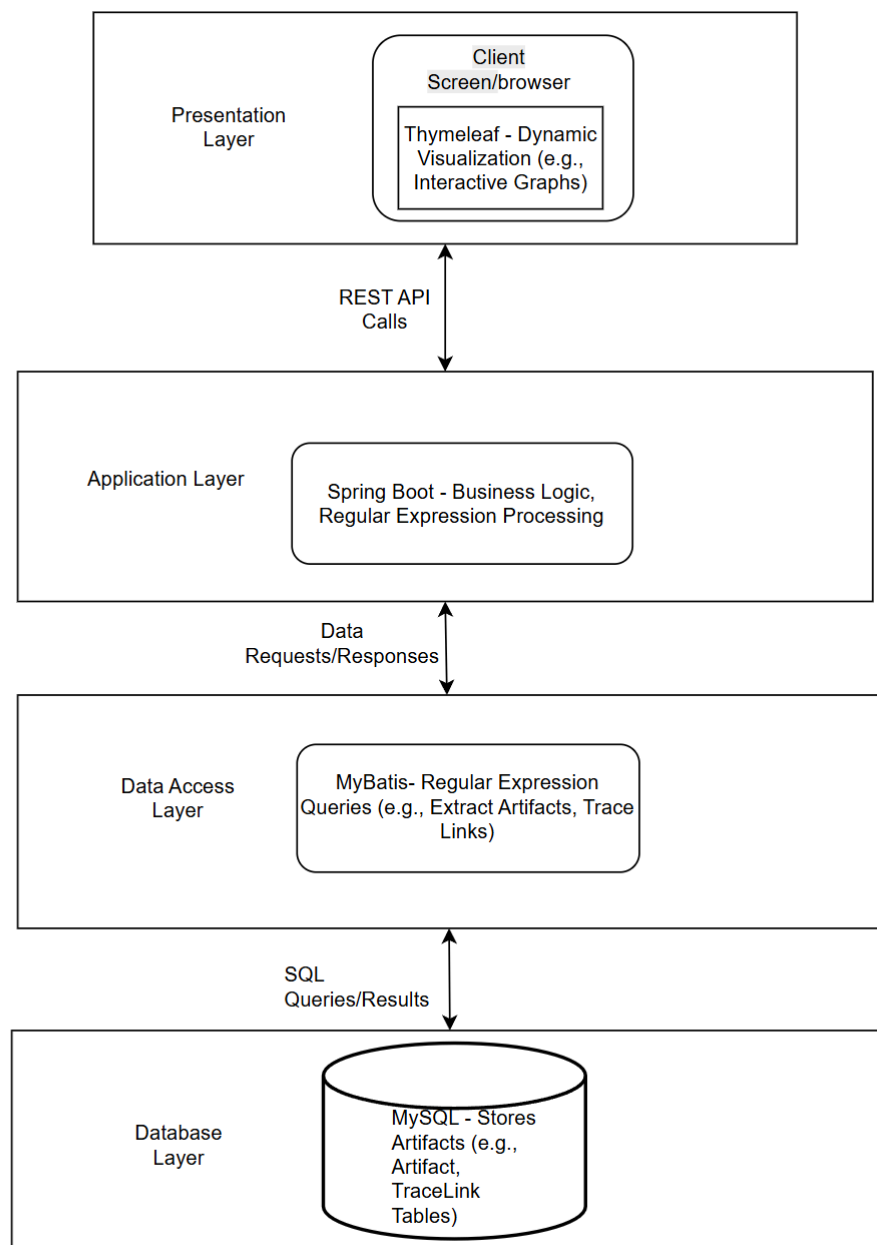 Client
Screen/browser
Presentation
Layer
Thymeleaf - Dynamic
Visualization (e.g.,
Interactive Graphs)
REST API
Calls
Application Layer
Spring Boot - Business Logic,
Regular Expression Processing
Data
Requests/Responses
Data Access
Layer
MyBatis- Regular Expression
Queries (e.g., Extract Artifacts, Trace
Links)
SQL
Queries/Results
Database
Layer
MySQL - Stores
Artifacts (e.g.,
Artifact,
TraceLink
Tables)